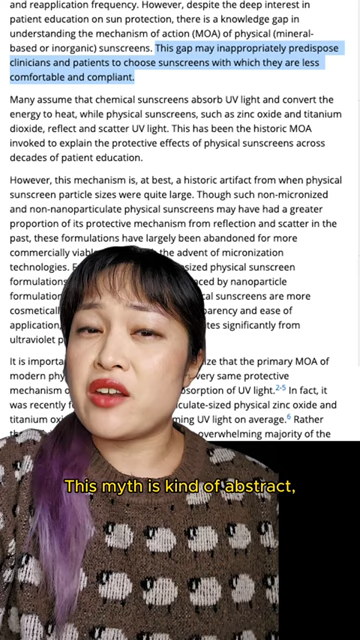 and reapplication frequency. However, despite the deep interest in
patient education on sun protection, there is a knowledge gap in
understanding the mechanism of action (MOA) of physical (mineral-
based or inorganic) sunscreens. This gap may inappropriately predispose
clinicians and patients to choose sunscreens with which they are less
comfortable and compliant.
Many assume that chemical sunscreens absorb UV light and convert the
energy to heat, while physical sunscreens, such as zinc oxide and titanium
dioxide, reflect and scatter UV light. This has been the historic MOA
invoked to explain the protective effects of physical sunscreens across
decades of patient education.
However, this mechanism is, at best, a historic artifact from when physical
sunscreen particle sizes were quite large. Though such non-micronized
and non-nanoparticulate physical sunscreens may have had a greater
proportion of its protective mechanism from reflection and scatter in the
past, these formulations have largely been abandoned for more
commercially the advent of micronization
technologies. sized physical sunscreen
formulations aced by nanoparticle
formulation cal sunscreens are more
cosmetical parency and ease of
application, tes significantly from
ultraviolet p
It is importa ize that the primary MOA of
modern phy very same protective
mechanism o sorption of UV light.2-5 In fact, it
was recently f culate-sized physical zinc oxide and
titanium oxi ming UV light on average.6 Rather
overwhelming majority of the
This myth is kind of abstract,